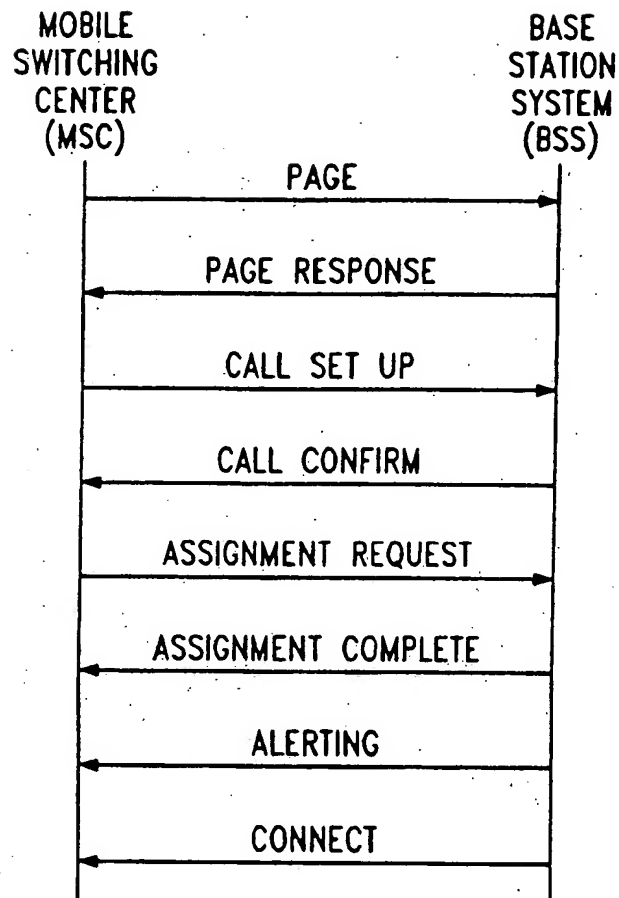 MOBILE
SWITCHING
CENTER
(MSC)
BASE
STATION
SYSTEM
(BSS)
PAGE
PAGE RESPONSE
CALL SET UP
CALL CONFIRM
ASSIGNMENT REQUEST
ASSIGNMENT COMPLETE
ALERTING
CONNECT